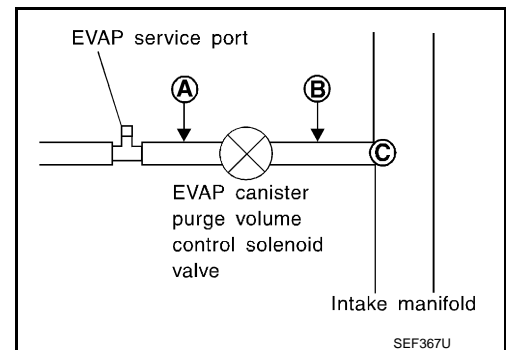 EVAP service port
A
B
C
EVAP canister
purge volume
control solenoid
valve
Intake manifold
SEF367U